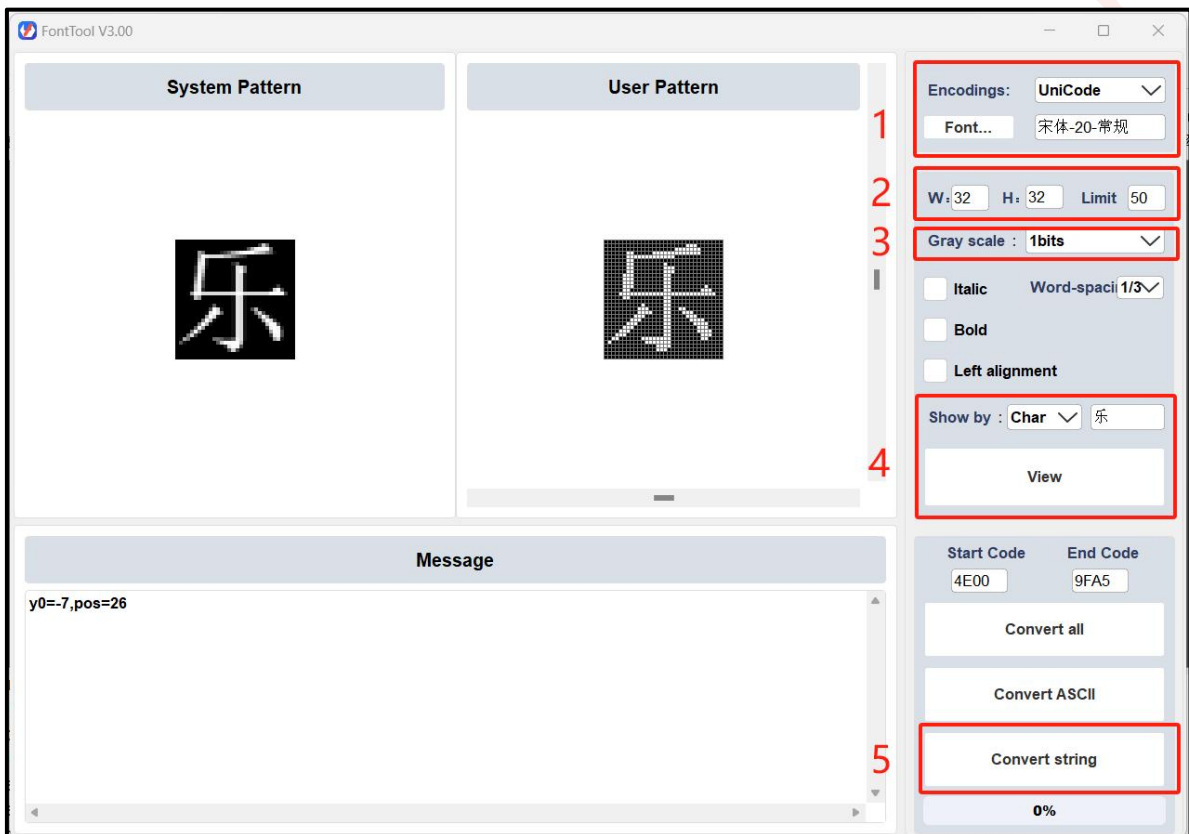 FontTool V3.00
System Pattern
User Pattern
1
Encodings: UniCode
Font... 宋体-20-常规
2
W: 32 H: 32 Limit 50
3
Gray scale : 1bits
乐
乐
Italic Word-spaci 1/3
Bold
Left alignment
4
Show by : Char 乐
View
Message
y0=-7,pos=26
Start Code End Code
4E00 9FA5
Convert all
Convert ASCII
5
Convert string
0%